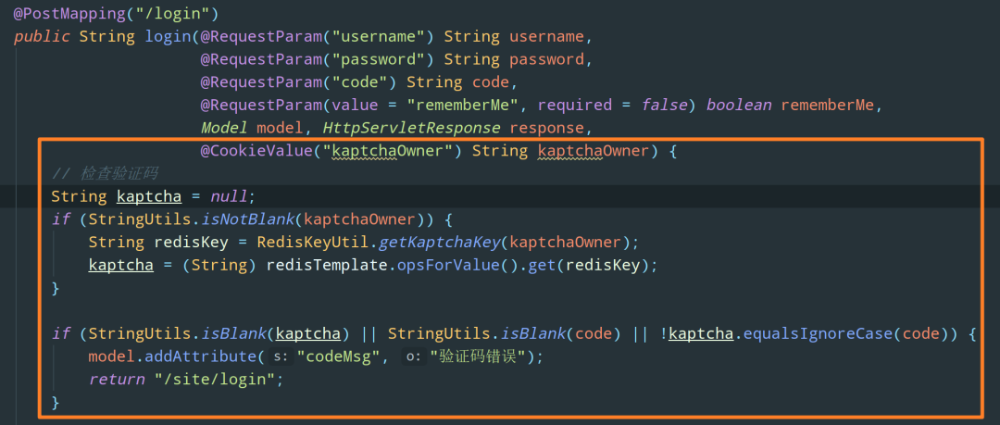 @PostMapping("/login")
public String login(@RequestParam("username") String username,
@RequestParam("password") String password,
@RequestParam("code") String code,
@RequestParam(value = "rememberMe", required = false) boolean rememberMe,
Model model, HttpServletResponse response,
@CookieValue("kaptchaOwner") String kaptchaOwner) {
// 检查验证码
String kaptcha = null;
if (StringUtils.isNotBlank(kaptchaOwner)) {
String redisKey = RedisKeyUtil.getKaptchaKey(kaptchaOwner);
kaptcha = (String) redisTemplate.opsForValue().get(redisKey);
}
if (StringUtils.isBlank(kaptcha) || StringUtils.isBlank(code) || !kaptcha.equalsIgnoreCase(code)) {
model.addAttribute( s: "codeMsg", o: "验证码错误");
return "/site/login";
}